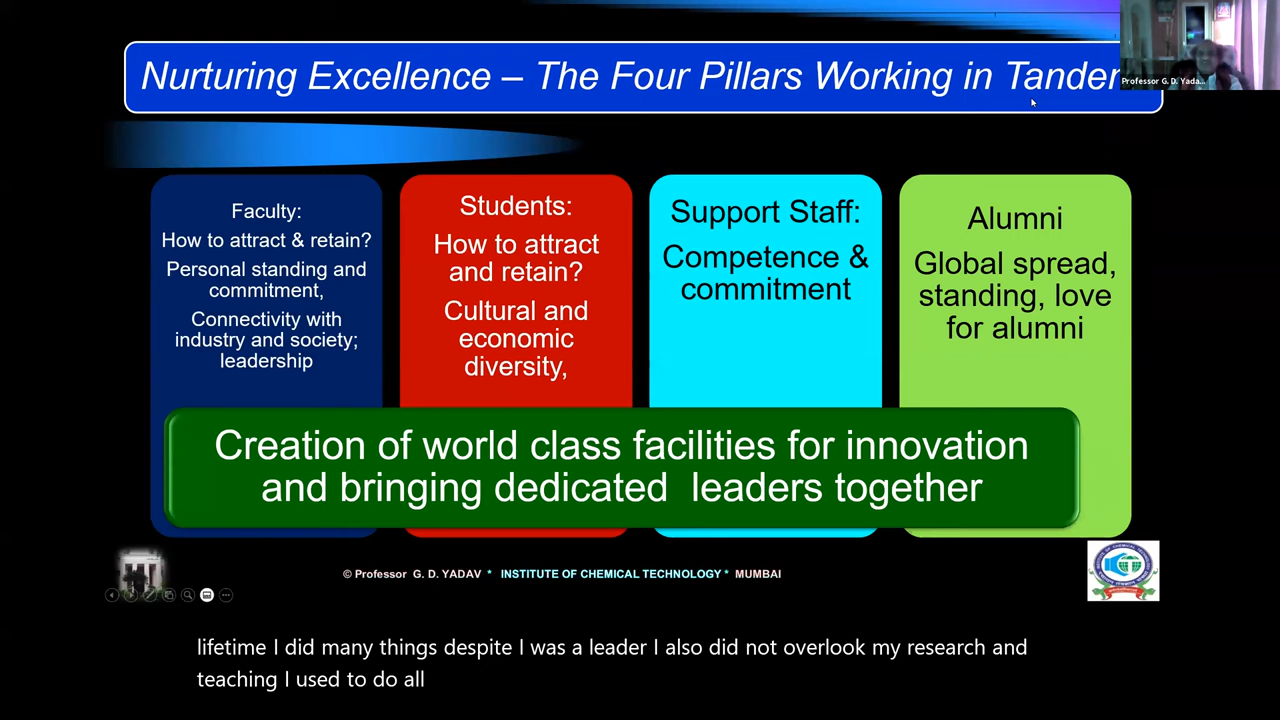 Nurturing Excellence – The Four Pillars Working in
Professor G. D. Yada...
Faculty:
How to attract & retain?
Personal standing and
commitment,
Connectivity with
industry and society;
leadership
Students:
How to attract
and retain?
Cultural and
economic
diversity,
Support Staff:
Competence &
commitment
Alumni
Global spread,
standing, love
for alumni
Creation of world class facilities for innovation
and bringing dedicated leaders together
© Professor G. D. YADAV * INSTITUTE OF CHEMICAL TECHNOLOGY * MUMBAI
lifetime I did many things despite I was a leader I also did not overlook my research and
teaching I used to do all